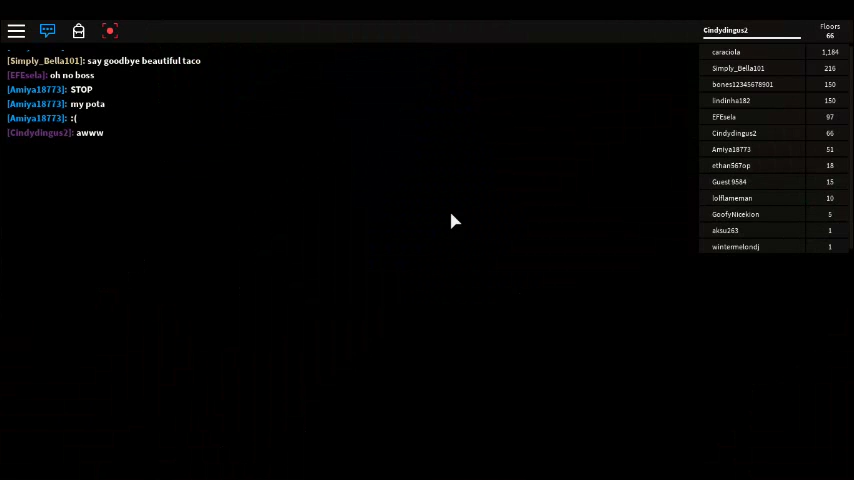 Cindydingus2 Floors
66
[Simply_Bella101]: say goodbye beautiful taco
[EFEsela]: oh no boss
[Amiya18773]: STOP
[Amiya18773]: my pota
[Amiya18773]: :(
[Cindydingus2]: awww
caraciola 1,184
Simply_Bella101 216
bones12345678901 150
lindinha182 150
EFEsela 97
Cindydingus2 66
Amiya18773 51
ethan567op 18
Guest 9584 15
lolflameman 10
GoofyNicekion 5
aksu263 1
wintermelondj 1